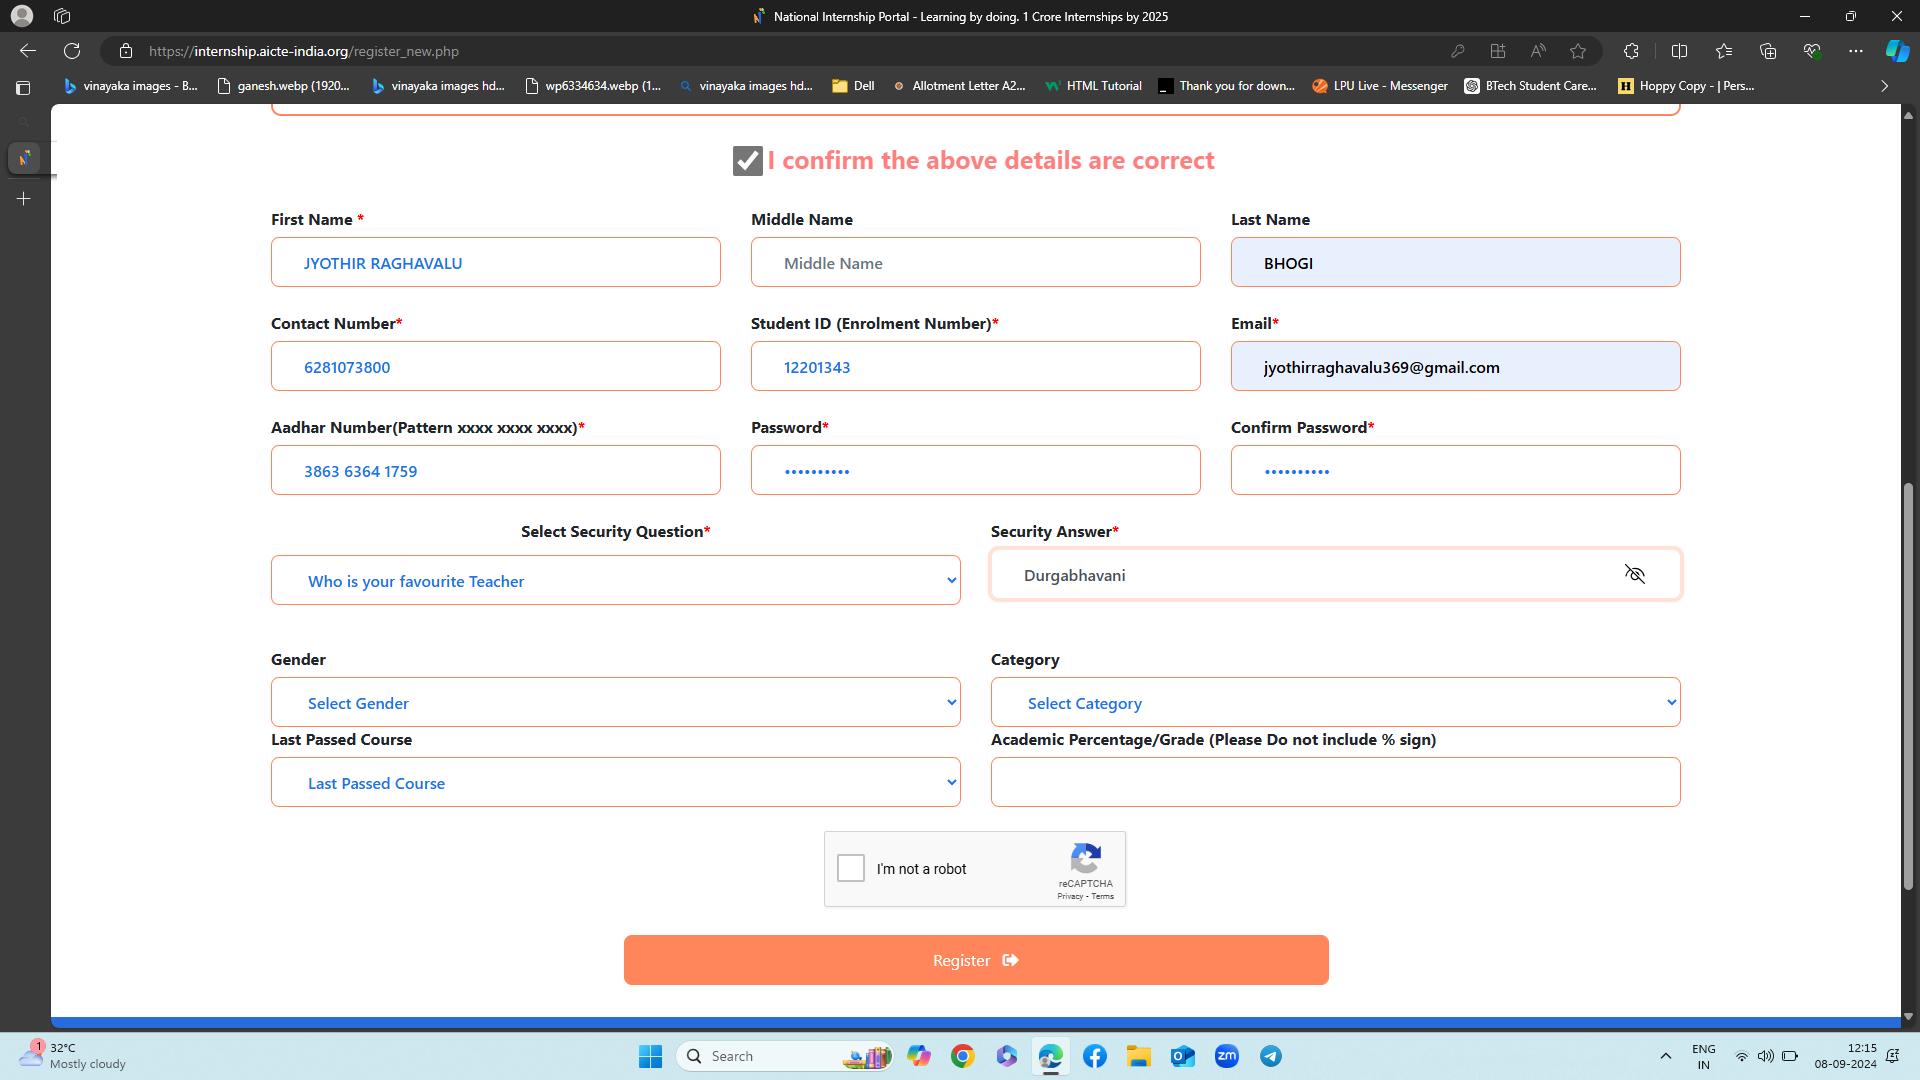 National Internship Portal - Learning by doing. 1 Crore Internships by 2025
https://internship.aicte-india.org/register_new.php
vinayaka images - B...
ganesh.webp (1920...
vinayaka images hd...
wp6334634.webp (1...
vinayaka images hd...
Dell
Allotment Letter A2...
HTML Tutorial
Thank you for down...
LPU Live - Messenger
BTech Student Care...
Hoppy Copy - | Pers...
I confirm the above details are correct
First Name *
Middle Name
Last Name
JYOTHIR RAGHAVALU
Middle Name
BHOGI
Contact Number*
Student ID (Enrolment Number)*
Email*
6281073800
12201343
jyothirraghavalu369@gmail.com
Aadhar Number(Pattern xxxx xxxx xxxx)*
Password*
Confirm Password*
3863 6364 1759
••••••••••
••••••••••
Select Security Question*
Security Answer*
Who is your favourite Teacher
Durgabhavani
Gender
Category
Select Gender
Select Category
Last Passed Course
Academic Percentage/Grade (Please Do not include % sign)
Last Passed Course
I'm not a robot
reCAPTCHA
Privacy - Terms
Register
1
32°C
Mostly cloudy
Search
zm
ENG
IN
12:15
08-09-2024